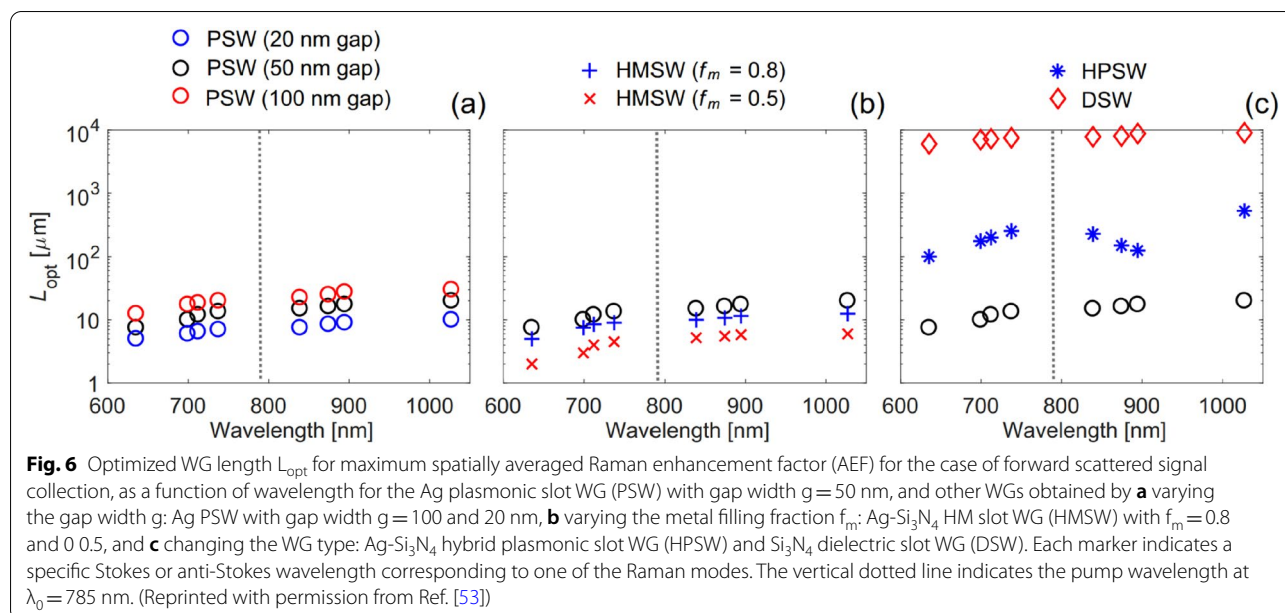 PSW (20 nm gap)
PSW (50 nm gap)
PSW (100 nm gap)
(a)
HMSW (fm = 0.8)
HMSW (fm = 0.5)
(b)
HPSW
DSW
(c)
10^4
10^3
10^2
10
1
Lopt [μm]
600 700 800 900 1000
Wavelength [nm]
600 700 800 900 1000
Wavelength [nm]
600 700 800 900 1000
Wavelength [nm]
Fig. 6 Optimized WG length Lopt for maximum spatially averaged Raman enhancement factor (AEF) for the case of forward scattered signal
collection, as a function of wavelength for the Ag plasmonic slot WG (PSW) with gap width g = 50 nm, and other WGs obtained by a varying
the gap width g: Ag PSW with gap width g = 100 and 20 nm, b varying the metal filling fraction fm: Ag-Si3N4 HM slot WG (HMSW) with fm = 0.8
and 0 0.5, and c changing the WG type: Ag-Si3N4 hybrid plasmonic slot WG (HPSW) and Si3N4 dielectric slot WG (DSW). Each marker indicates a
specific Stokes or anti-Stokes wavelength corresponding to one of the Raman modes. The vertical dotted line indicates the pump wavelength at
λ0 = 785 nm. (Reprinted with permission from Ref. [53])